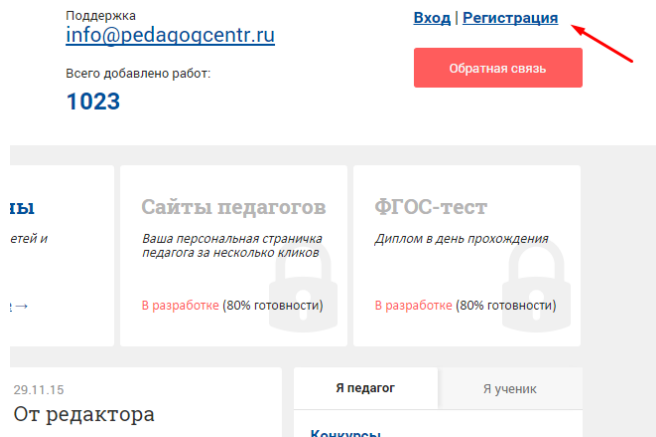 Поддержка
info@pedagogcentr.ru
Вход | Регистрация
Всего добавлено работ:
1023
Обратная связь
Сайты педагогов
Ваша персональная страничка
педагога за несколько кликов
В разработке (80% готовности)
ФГОС-тест
Диплом в день прохождения
В разработке (80% готовности)
29.11.15
От редактора
Я педагог
Я ученик
Конкурсы